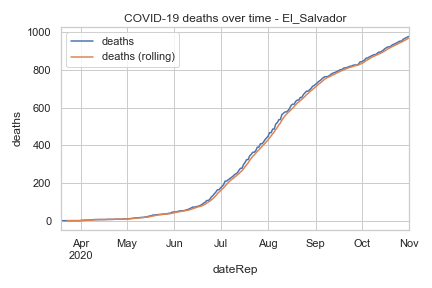 COVID-19 deaths over time - El_Salvador
deaths
deaths (rolling)
1000
800
600
400
200
0
deaths
Apr May Jun Jul Aug Sep Oct Nov
2020
dateRep